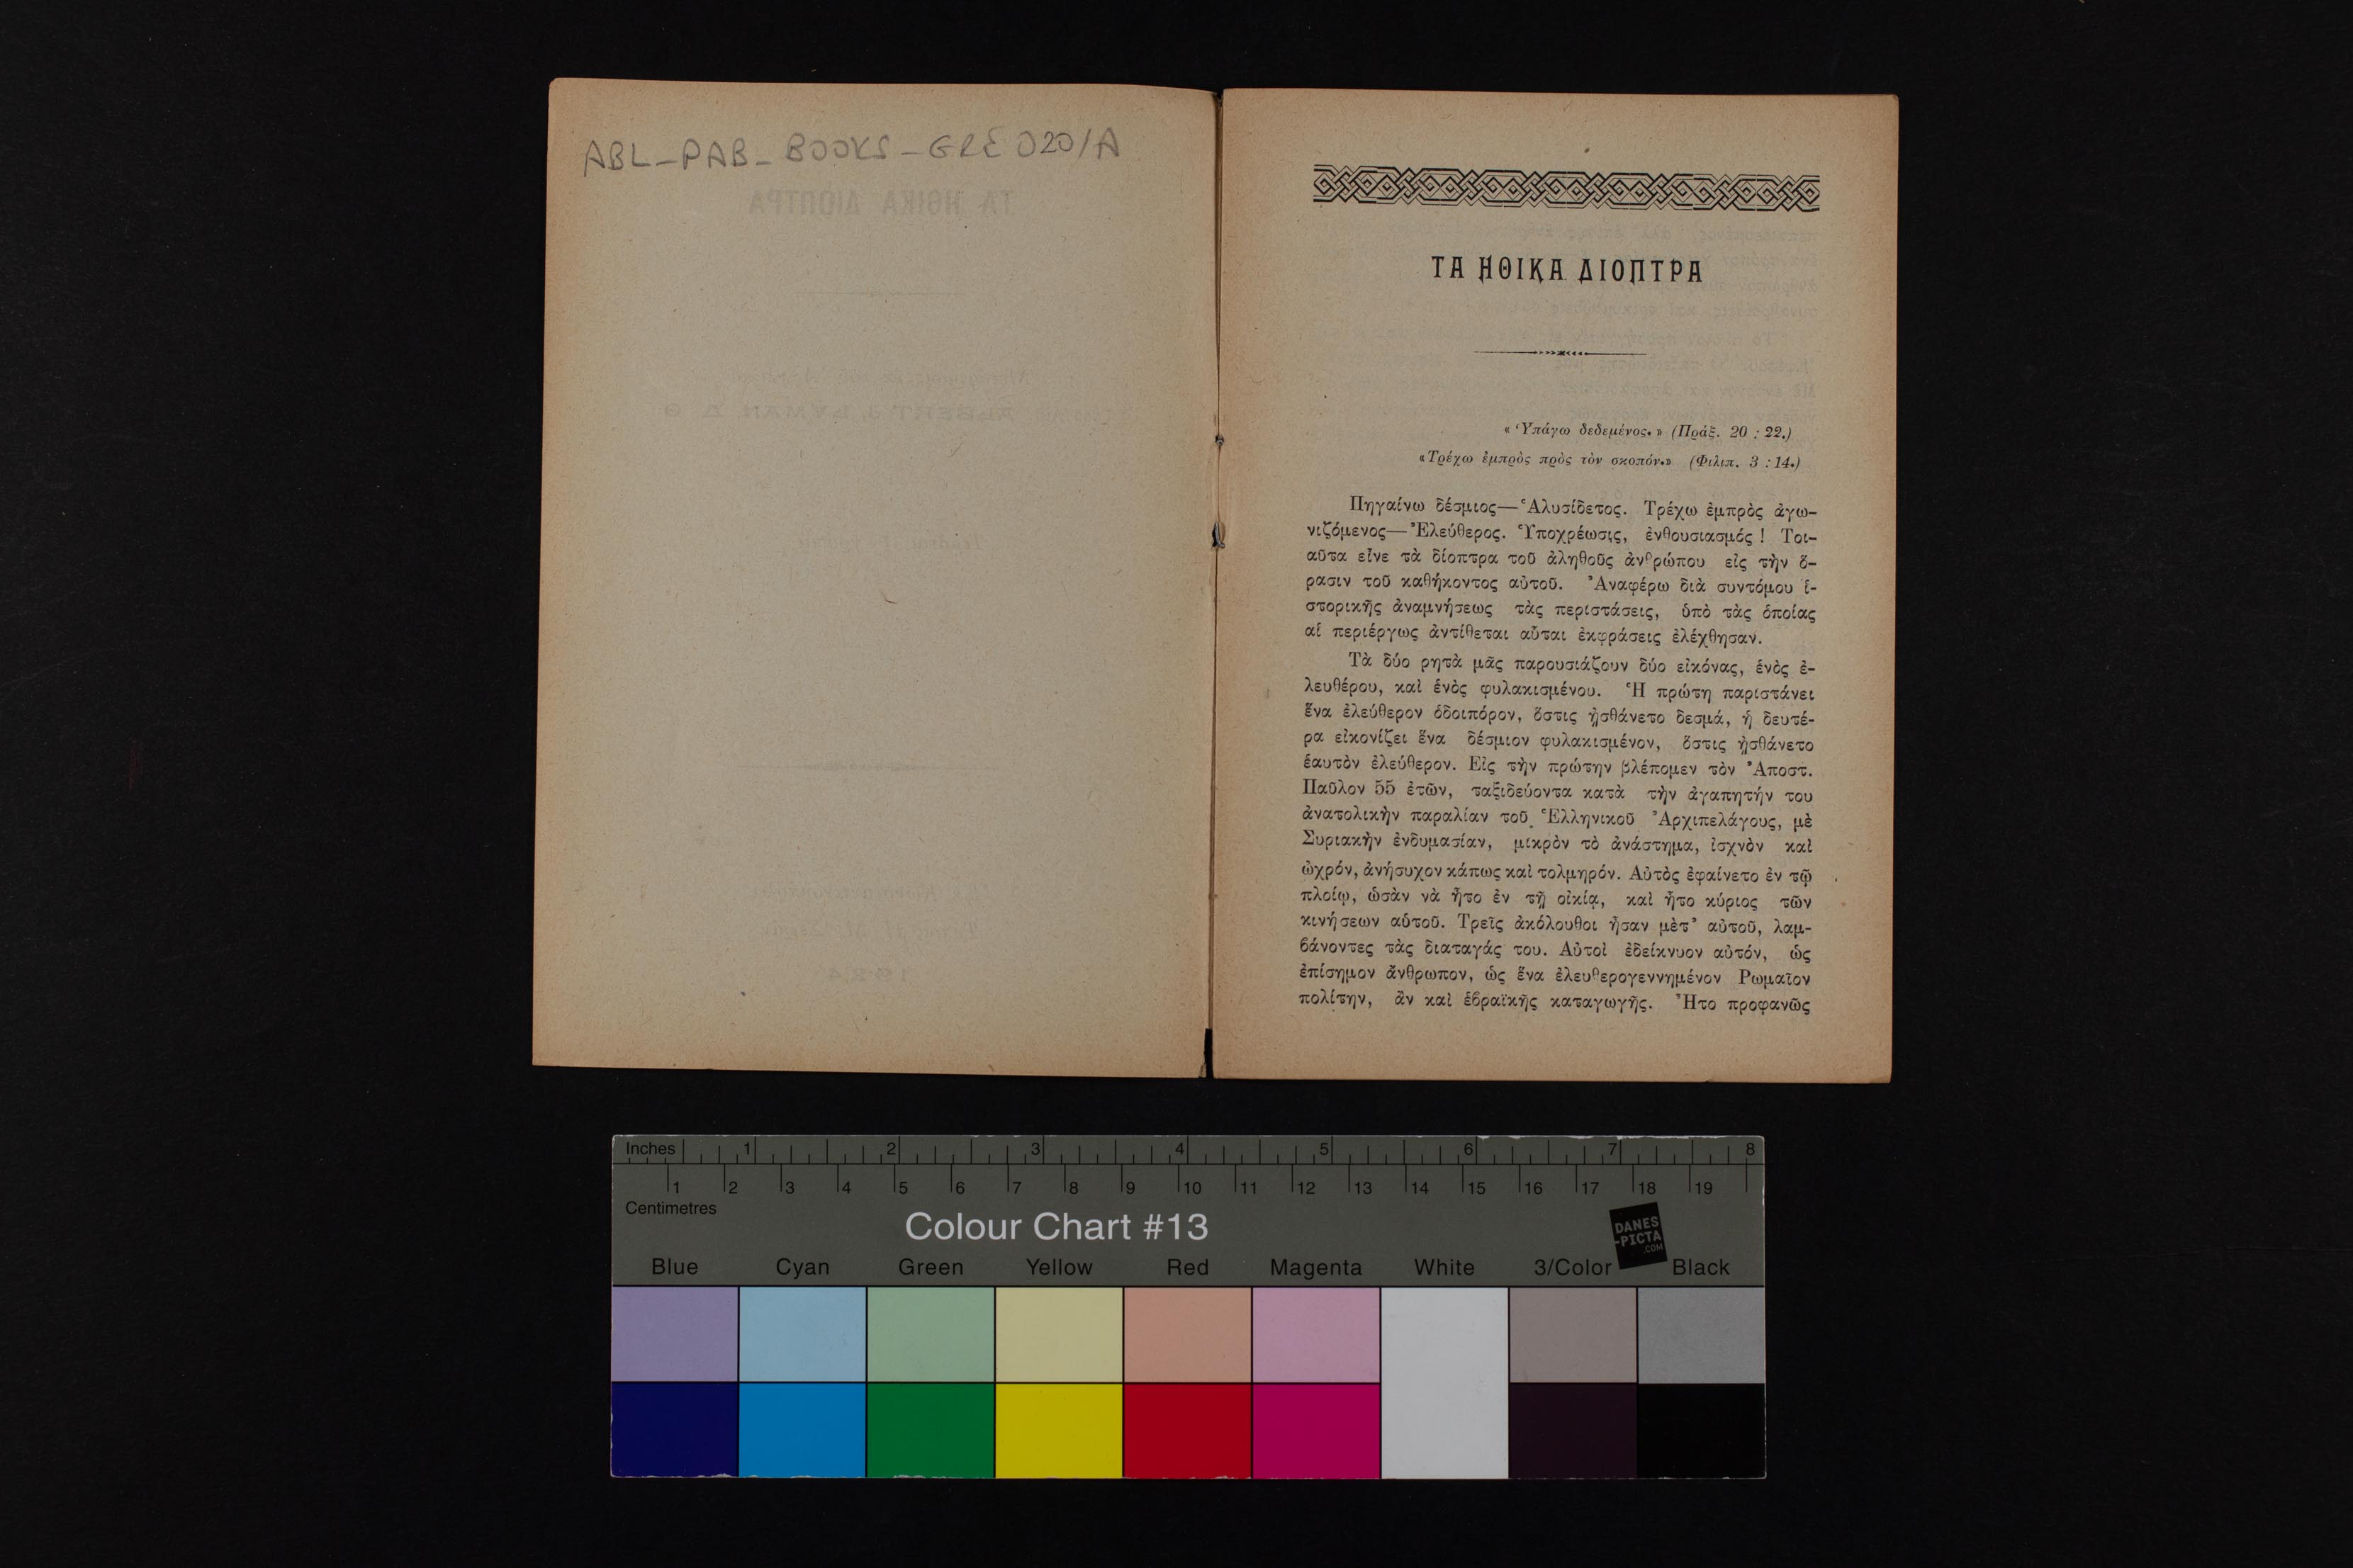 ABL-PAB-BOOKS-GRE 020/A
ΤΑ ΗΘΙΚΑ ΔΙΟΠΤΡΑ
« Ὑπάγω δεδεμένος. » (Πράξ. 20 : 22.)
«Τρέχω ἐμπρὸς πρὸς τὸν σκοπόν.» (Φιλιπ. 3 : 14.)
Πηγαίνω δέσμιος—Ἁλυσίδετος. Τρέχω ἐμπρὸς ἀγω-
νιζόμενος—Ἐλεύθερος. Ὑποχρέωσις, ἐνθουσιασμός ! Τοι-
αῦτα εἶνε τὰ δίοπτρα τοῦ ἀληθοῦς ἀνθρώπου εἰς τὴν ὅ-
ρασιν τοῦ καθήκοντος αὐτοῦ. Ἀναφέρω διὰ συντόμου ἱ-
στορικῆς ἀναμνήσεως τὰς περιστάσεις, ὑπὸ τὰς ὁποίας
αἱ περιέργως ἀντίθεται αὗται ἐκφράσεις ἐλέχθησαν.
Τὰ δύο ρητὰ μᾶς παρουσιάζουν δύο εἰκόνας, ἑνὸς ἐ-
λευθέρου, καὶ ἑνὸς φυλακισμένου. Ἡ πρώτη παριστάνει
ἕνα ἐλεύθερον ὁδοιπόρον, ὅστις ᾐσθάνετο δεσμά, ἡ δευτέ-
ρα εἰκονίζει ἕνα δέσμιον φυλακισμένον, ὅστις ᾐσθάνετο
ἑαυτὸν ἐλεύθερον. Εἰς τὴν πρώτην βλέπομεν τὸν Ἀποστ.
Παῦλον 55 ἐτῶν, ταξιδεύοντα κατὰ τὴν ἀγαπητήν του
ἀνατολικὴν παραλίαν τοῦ Ἑλληνικοῦ Ἀρχιπελάγους, μὲ
Συριακὴν ἐνδυμασίαν, μικρὸν τὸ ἀνάστημα, ἰσχνὸν καὶ
ὠχρόν, ἀνήσυχον κάπως καὶ τολμηρόν. Αὐτὸς ἐφαίνετο ἐν τῷ
πλοίῳ, ὡσὰν νὰ ἦτο ἐν τῇ οἰκίᾳ, καὶ ἦτο κύριος τῶν
κινήσεων αὑτοῦ. Τρεῖς ἀκόλουθοι ἦσαν μὲτ' αὐτοῦ, λαμ-
βάνοντες τὰς διαταγάς του. Αὐτοὶ ἐδείκνυον αὐτόν, ὡς
ἐπίσημον ἄνθρωπον, ὡς ἕνα ἐλευθερογεννημένον Ρωμαῖον
πολίτην, ἂν καὶ ἑβραϊκῆς καταγωγῆς. Ἦτο προφανῶς
Inches 1 2 3 4 5 6 7 8
1 2 3 4 5 6 7 8 9 10 11 12 13 14 15 16 17 18 19
Centimetres
Colour Chart #13
DANES
-PICTA
.COM
Blue Cyan Green Yellow Red Magenta White 3/Color Black